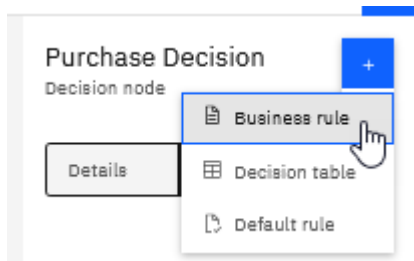 Purchase Decision
Decision node
+
Business rule
Details
Decision table
Default rule